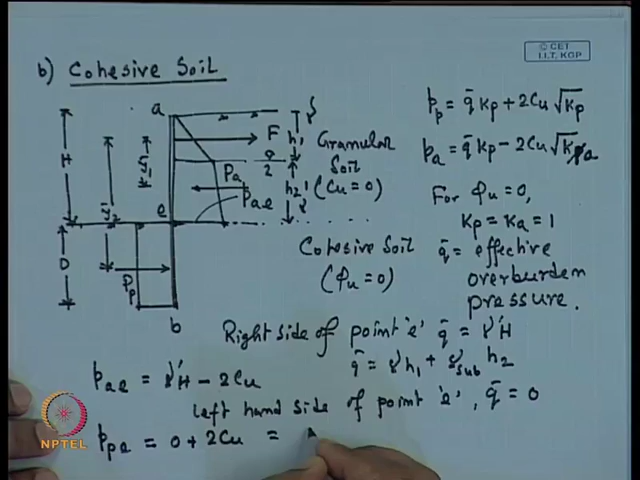 © CET
I.I.T. KGP
b) Cohesive Soil
a
H
y̅₁
y̅₂
F
h₁
h₂
Granular
Soil
(Cu=0)
Pa
Pae
e
D
Pp
b
Cohesive Soil
(φu=0)
Pp = q̄ Kp + 2Cu √Kp
Pa = q̄ Kp − 2Cu √Ka
For φu = 0,
Kp = Ka = 1
q̄ = effective
overburden
pressure.
Right side of point 'e' q̄ = γ'H
q̄ = γh₁ + γsub h₂
Pae = γ'H − 2Cu
Left hand side of point 'e', q̄ = 0
Ppe = 0 + 2Cu =
NPTEL